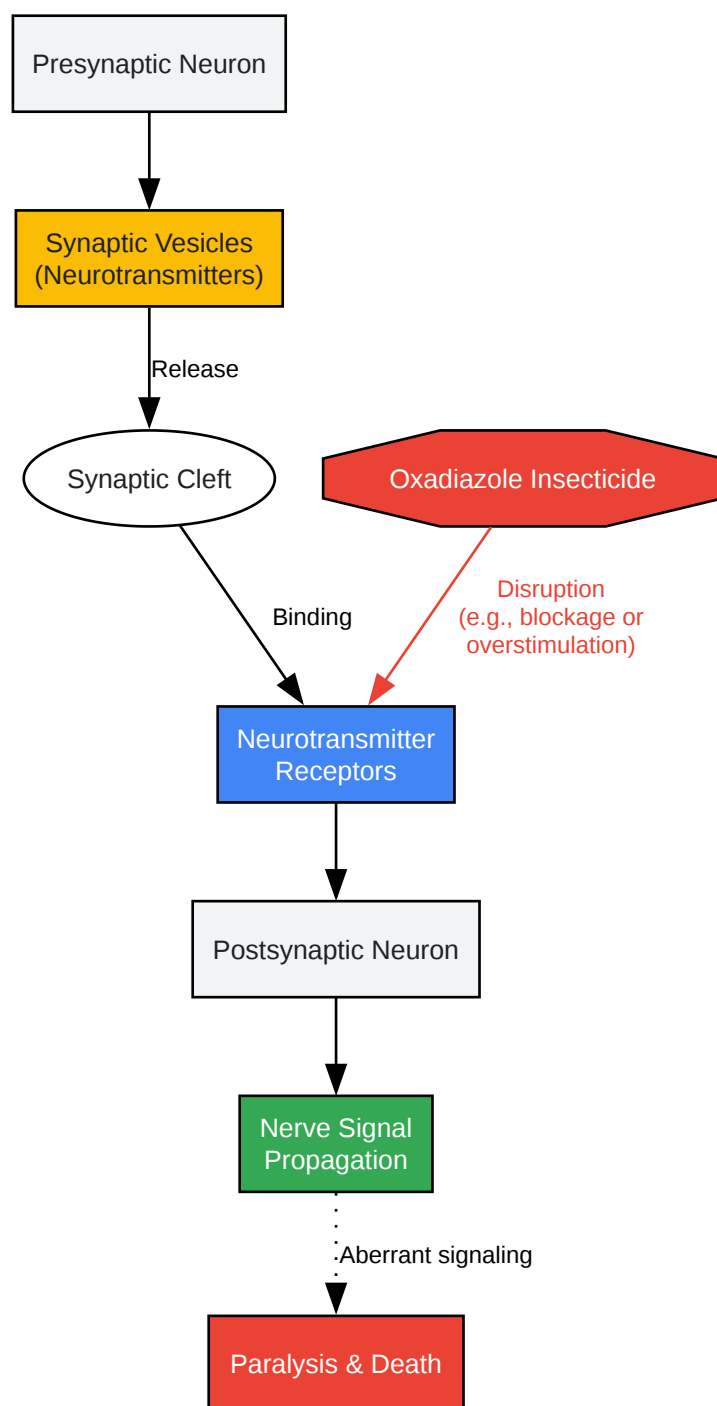 Presynaptic Neuron
Synaptic Vesicles
(Neurotransmitters)
Release
Synaptic Cleft
Oxadiazole Insecticide
Binding
Disruption
(e.g., blockage or
overstimulation)
Neurotransmitter
Receptors
Postsynaptic Neuron
Nerve Signal
Propagation
Aberrant signaling
Paralysis & Death